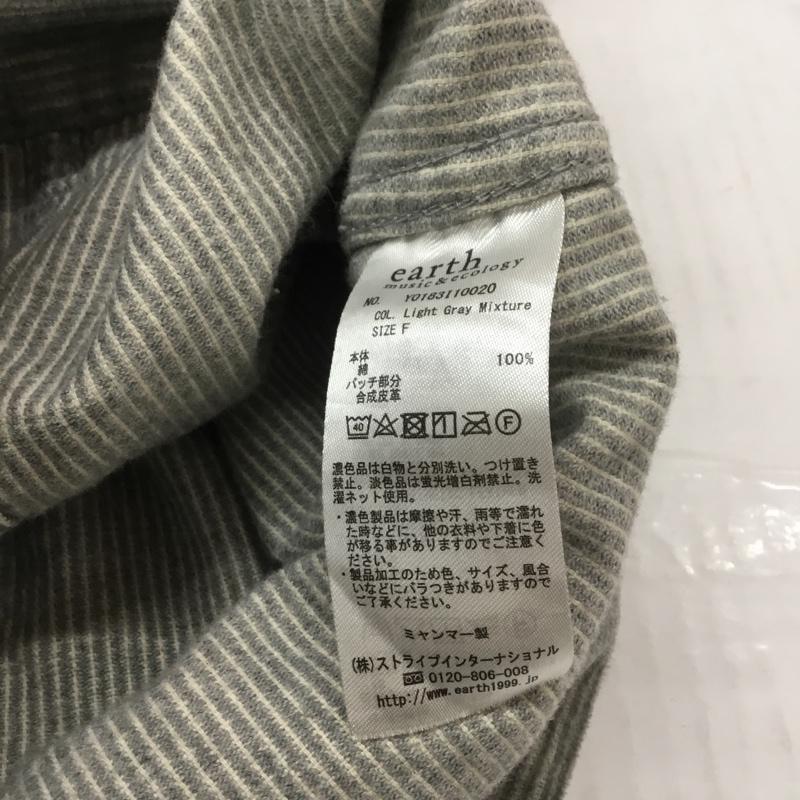 earth
music&ecology
NO. Y0183110020
COL. Light Gray Mixture
SIZE F
本体
綿 100%
パッチ部分
合成皮革
40 F
濃色品は白物と分別洗い。つけ置き
禁止。淡色品は蛍光増白剤禁止。洗
濯ネット使用。
・濃色製品は摩擦や汗、雨等で濡れ
た時などに、他の衣料や下着に色
が移る事がありますのでご注意く
ださい。
・製品加工のため色、サイズ、風合
いなどにバラつきがありますので
ご了承ください。
ミャンマー製
(株)ストライプインターナショナル
0120-806-008
http://www.earth1999.jp